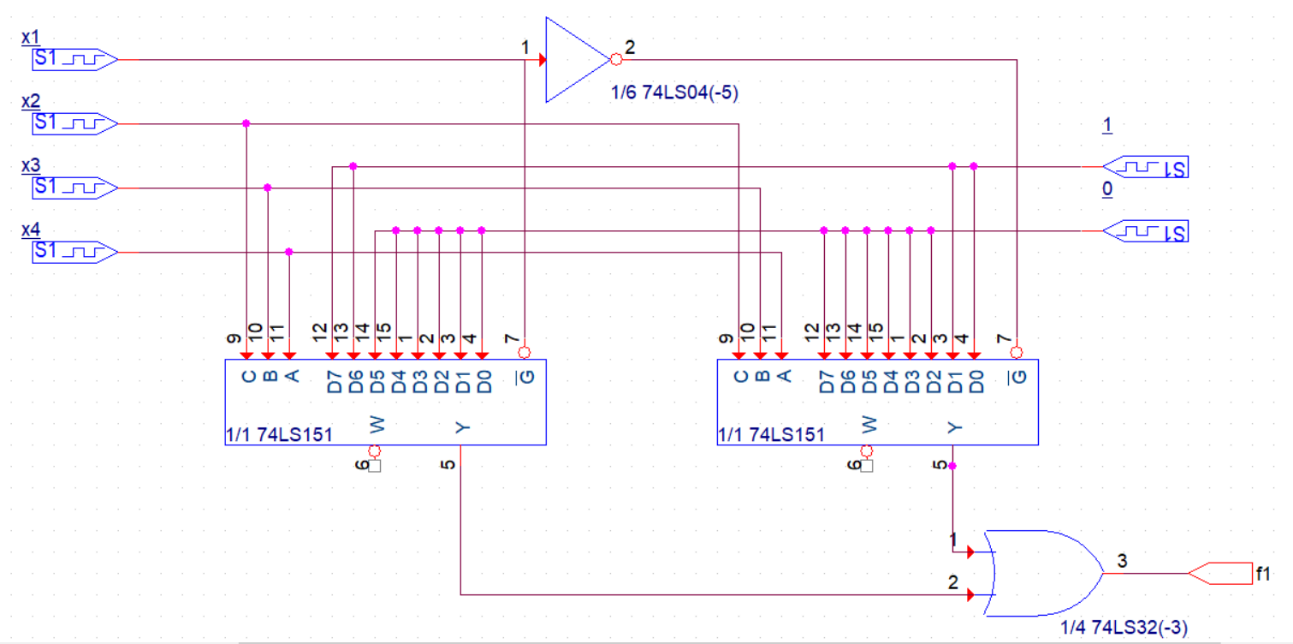 x1
S1
1
2
1/6 74LS04(-5)
x2
S1
1
S1
x3
S1
0
S1
x4
S1
9 10 11 12 13 14 15 1 2 3 4 7
C B A D7 D6 D5 D4 D3 D2 D1 D0 G
W Y
1/1 74LS151
6 5
9 10 11 12 13 14 15 1 2 3 4 7
C B A D7 D6 D5 D4 D3 D2 D1 D0 G
W Y
1/1 74LS151
6 5
1
2
3
f1
1/4 74LS32(-3)